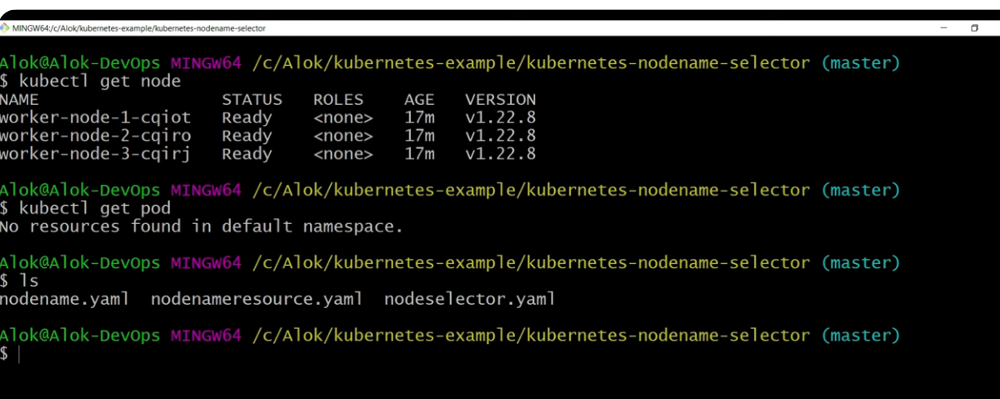 MINGW64:/c/Alok/kubernetes-example/kubernetes-nodename-selector
Alok@Alok-DevOps MINGW64 /c/Alok/kubernetes-example/kubernetes-nodename-selector (master)
$ kubectl get node
NAME STATUS ROLES AGE VERSION
worker-node-1-cqiot Ready <none> 17m v1.22.8
worker-node-2-cqiro Ready <none> 17m v1.22.8
worker-node-3-cqirj Ready <none> 17m v1.22.8
Alok@Alok-DevOps MINGW64 /c/Alok/kubernetes-example/kubernetes-nodename-selector (master)
$ kubectl get pod
No resources found in default namespace.
Alok@Alok-DevOps MINGW64 /c/Alok/kubernetes-example/kubernetes-nodename-selector (master)
$ ls
nodename.yaml nodenameresource.yaml nodeselector.yaml
Alok@Alok-DevOps MINGW64 /c/Alok/kubernetes-example/kubernetes-nodename-selector (master)
$